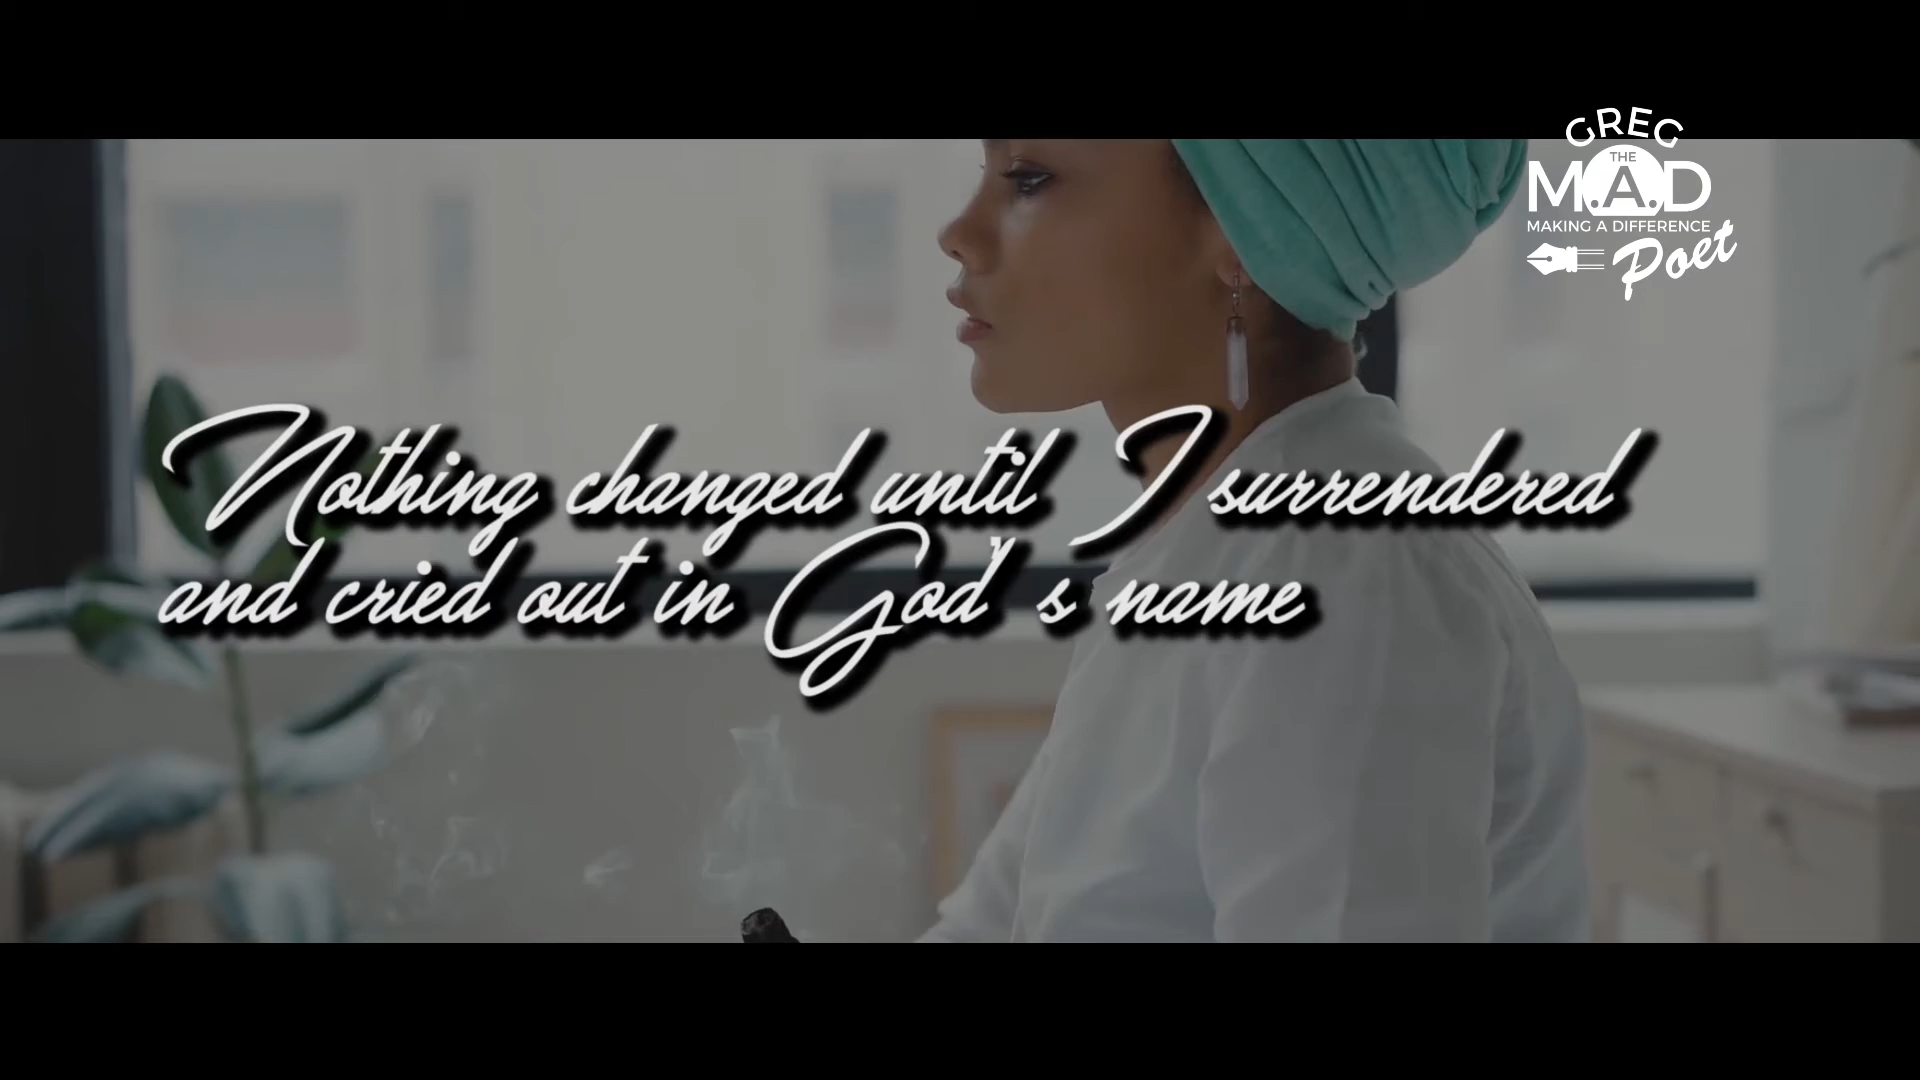 GREG
THE
M.A.D
MAKING A DIFFERENCE
Poet
Nothing changed until I surrendered
and cried out in God's name